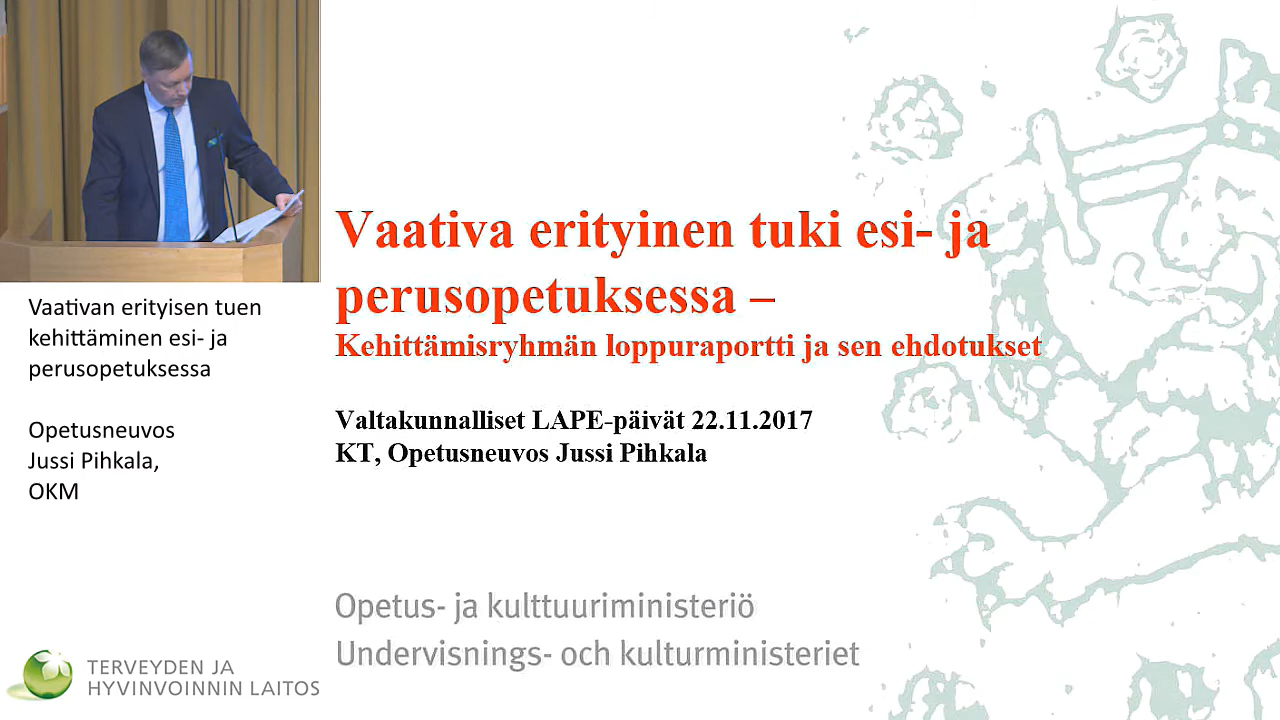 Vaativan erityisen tuen
kehittäminen esi- ja
perusopetuksessa
Opetusneuvos
Jussi Pihkala,
OKM
TERVEYDEN JA
HYVINVOINNIN LAITOS
Vaativa erityinen tuki esi- ja
perusopetuksessa –
Kehittämisryhmän loppuraportti ja sen ehdotukset
Valtakunnalliset LAPE-päivät 22.11.2017
KT, Opetusneuvos Jussi Pihkala
Opetus- ja kulttuuriministeriö
Undervisnings- och kulturministeriet